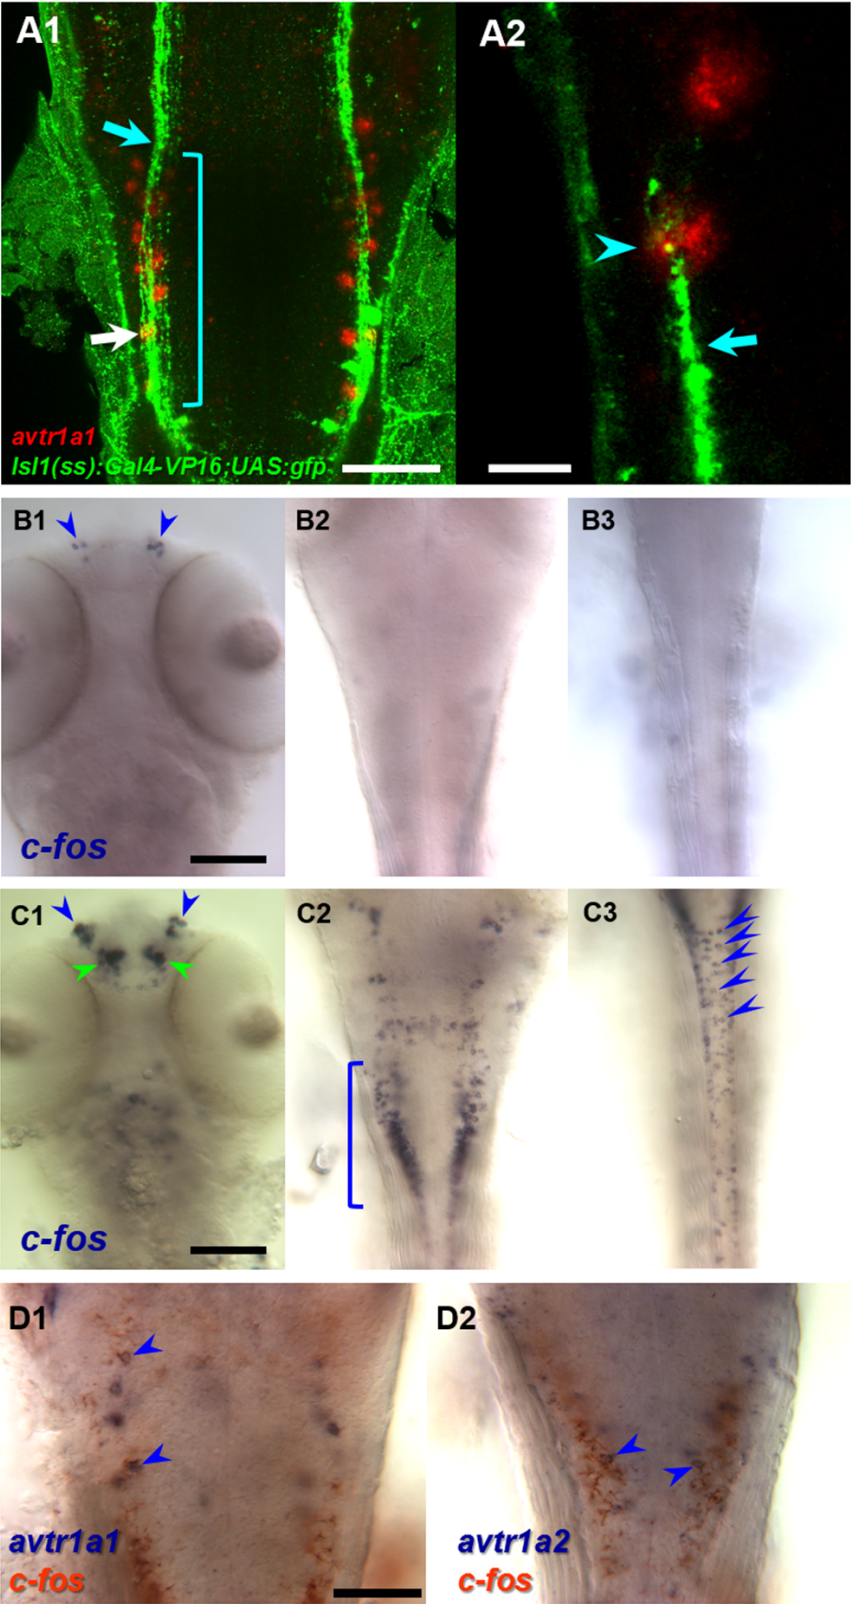 A1
A2
avtr1a1
Isl1(ss):Gal4-VP16;UAS:gfp
B1
B2
B3
c-fos
C1
C2
C3
c-fos
D1
D2
avtr1a1
c-fos
avtr1a2
c-fos